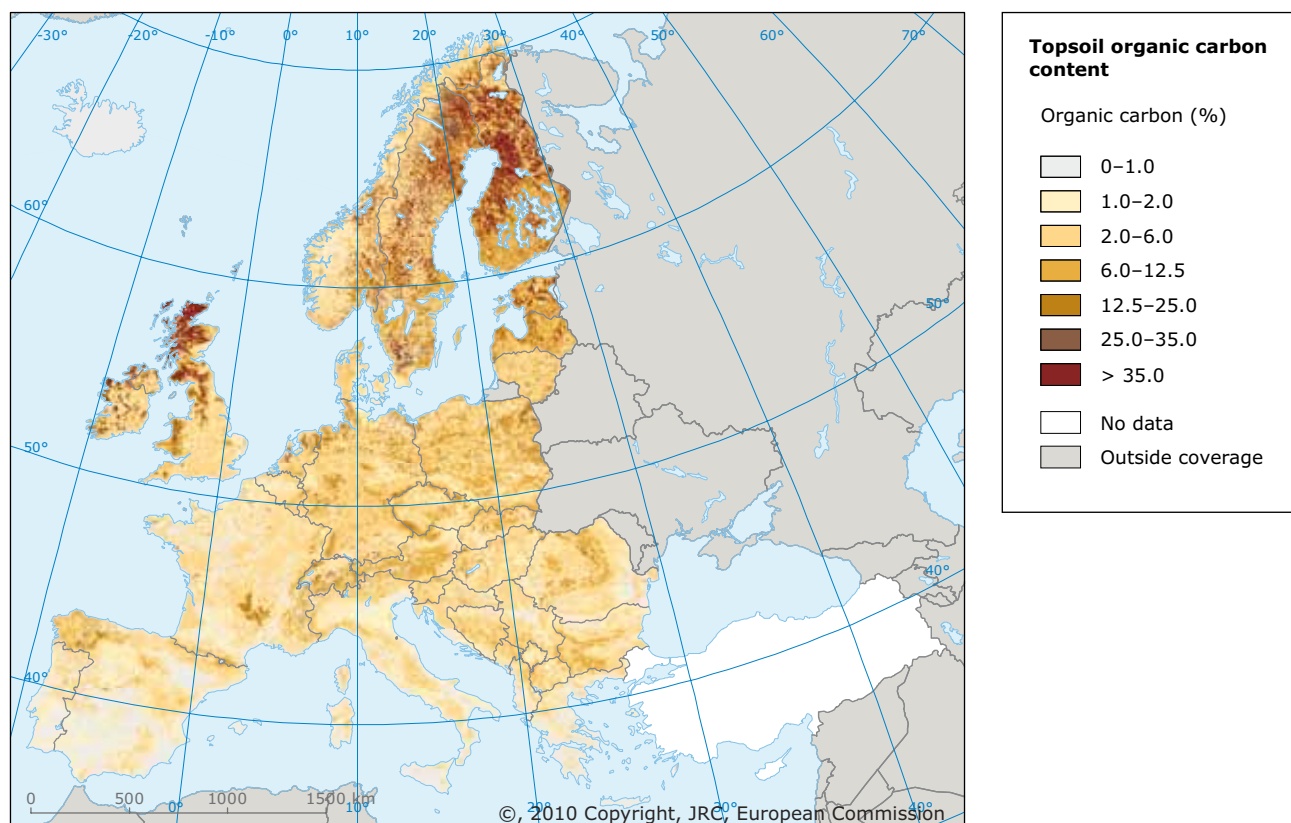 -30° -20° -10° 0° 10° 20° 30° 40° 50° 60° 70°
60°
50°
50°
40°
40°
0 500 1000 1500 km
0° 10° 20° 30° 40°
©, 2010 Copyright, JRC, European Commission
Topsoil organic carbon
content
Organic carbon (%)
0–1.0
1.0–2.0
2.0–6.0
6.0–12.5
12.5–25.0
25.0–35.0
> 35.0
No data
Outside coverage